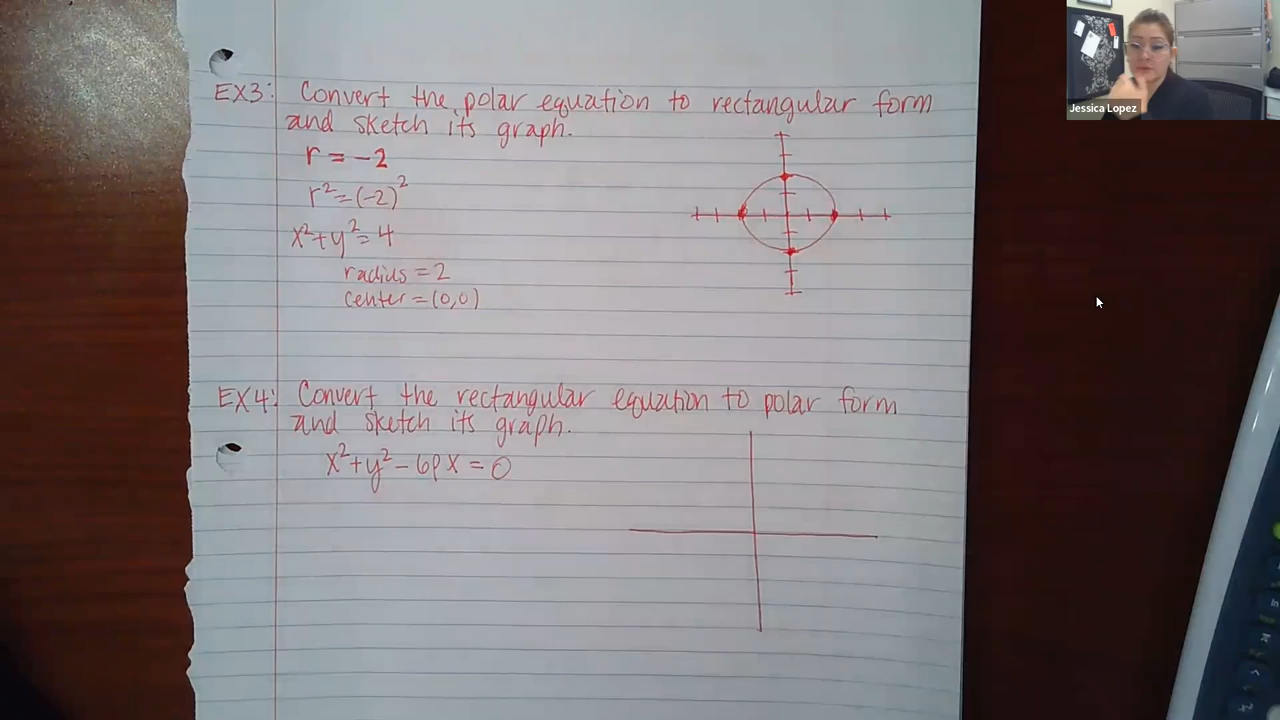 EX3: Convert the polar equation to rectangular form
and sketch its graph.
r = -2
r² = (-2)²
x² + y² = 4
radius = 2
center = (0,0)
EX4: Convert the rectangular equation to polar form
and sketch its graph.
x² + y² - 6px = 0
Jessica Lopez